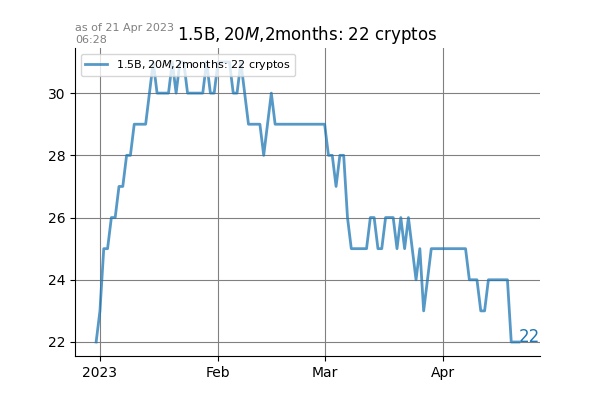 as of 21 Apr 2023
06:28
1.5B, 20M,2months: 22 cryptos
1.5B, 20M,2months: 22 cryptos
30
28
26
24
22
22
2023
Feb
Mar
Apr